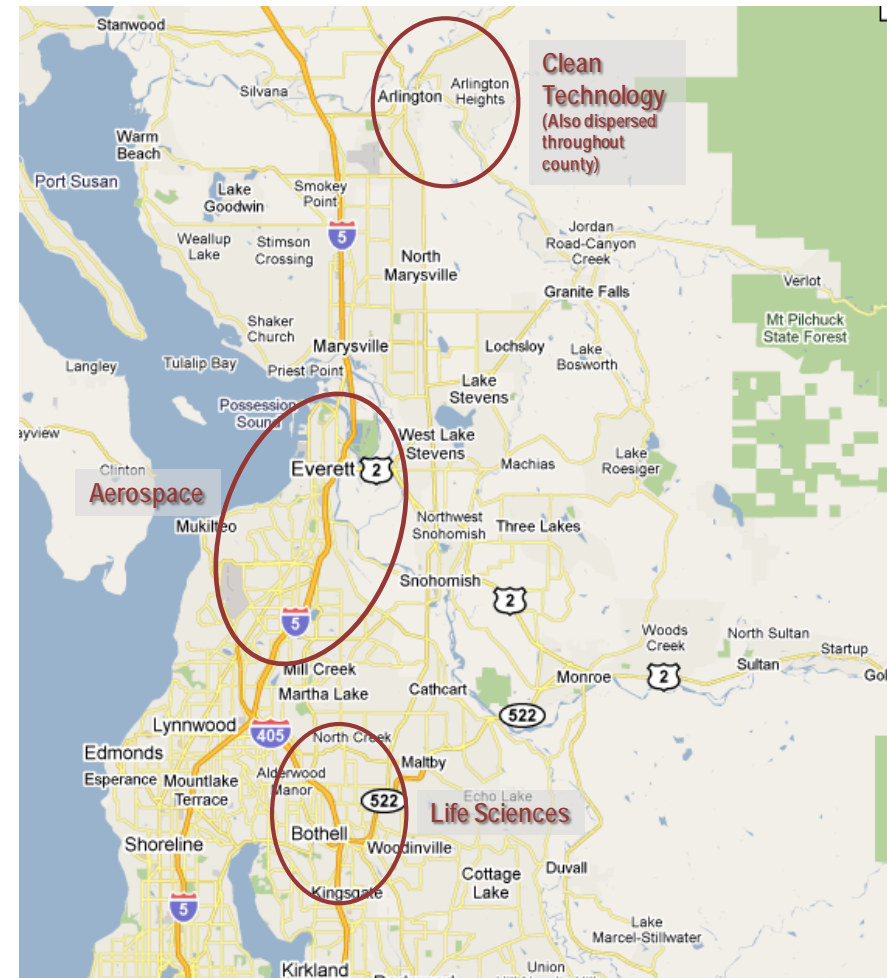 Stanwood
Clean
Technology
(Also dispersed
throughout
county)
Silvana
Arlington
Arlington
Heights
Warm
Beach
Port Susan
Lake
Goodwin
Smokey
Point
5
Weallup
Lake
Stimson
Crossing
North
Marysville
Jordan
Road-Canyon
Creek
Verlot
Granite Falls
Mt Pilchuck
State Forest
Shaker
Church
Marysville
Lochsloy
Lake
Bosworth
Langley
Tulalip Bay
Priest Point
Lake
Stevens
Possession
Sound
ayview
West Lake
Stevens
Clinton
Everett
2
Machias
Lake
Roesiger
Aerospace
Mukilteo
Northwest
Snohomish
Three Lakes
Snohomish
2
5
Woods
Creek
North Sultan
Startup
Sultan
Gol
Mill Creek
Monroe
2
Martha Lake
Cathcart
522
Lynnwood
405
North Creek
Edmonds
Maltby
Esperance
Mountlake
Terrace
Alderwood
Manor
522
Echo Lake
Life Sciences
Bothell
Shoreline
Woodinville
Cottage
Lake
Duvall
Kingsgate
5
Lake
Marcel-Stillwater
Kirkland
Union